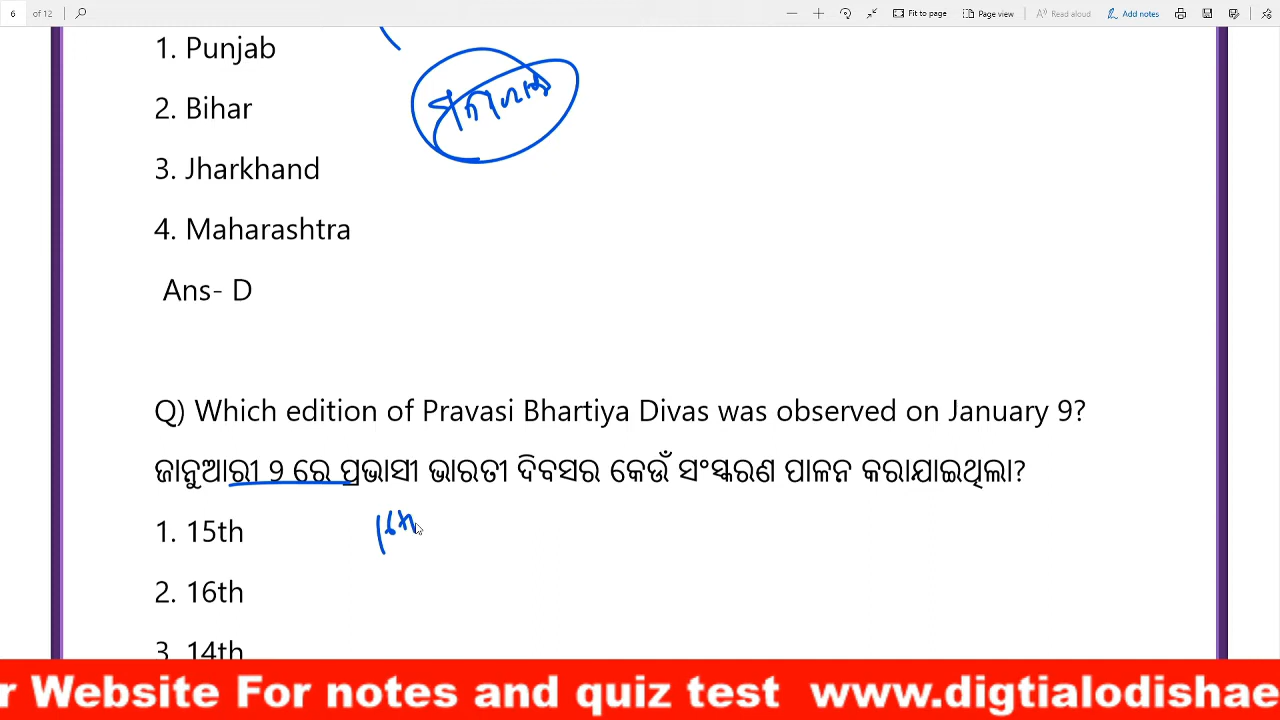 6 of 12 Fit to page Page view Read aloud Add notes
1. Punjab
2. Bihar
3. Jharkhand
4. Maharashtra
Ans- D
Q) Which edition of Pravasi Bhartiya Divas was observed on January 9?
ଜାନୁଆରୀ 9 ରେ ପ୍ରଭାସୀ ଭାରତୀ ଦିବସର କେଉଁ ସଂସ୍କରଣ ପାଳନ କରାଯାଇଥିଲା?
1. 15th 16th
2. 16th
3. 14th
r Website For notes and quiz test www.digtialodishae